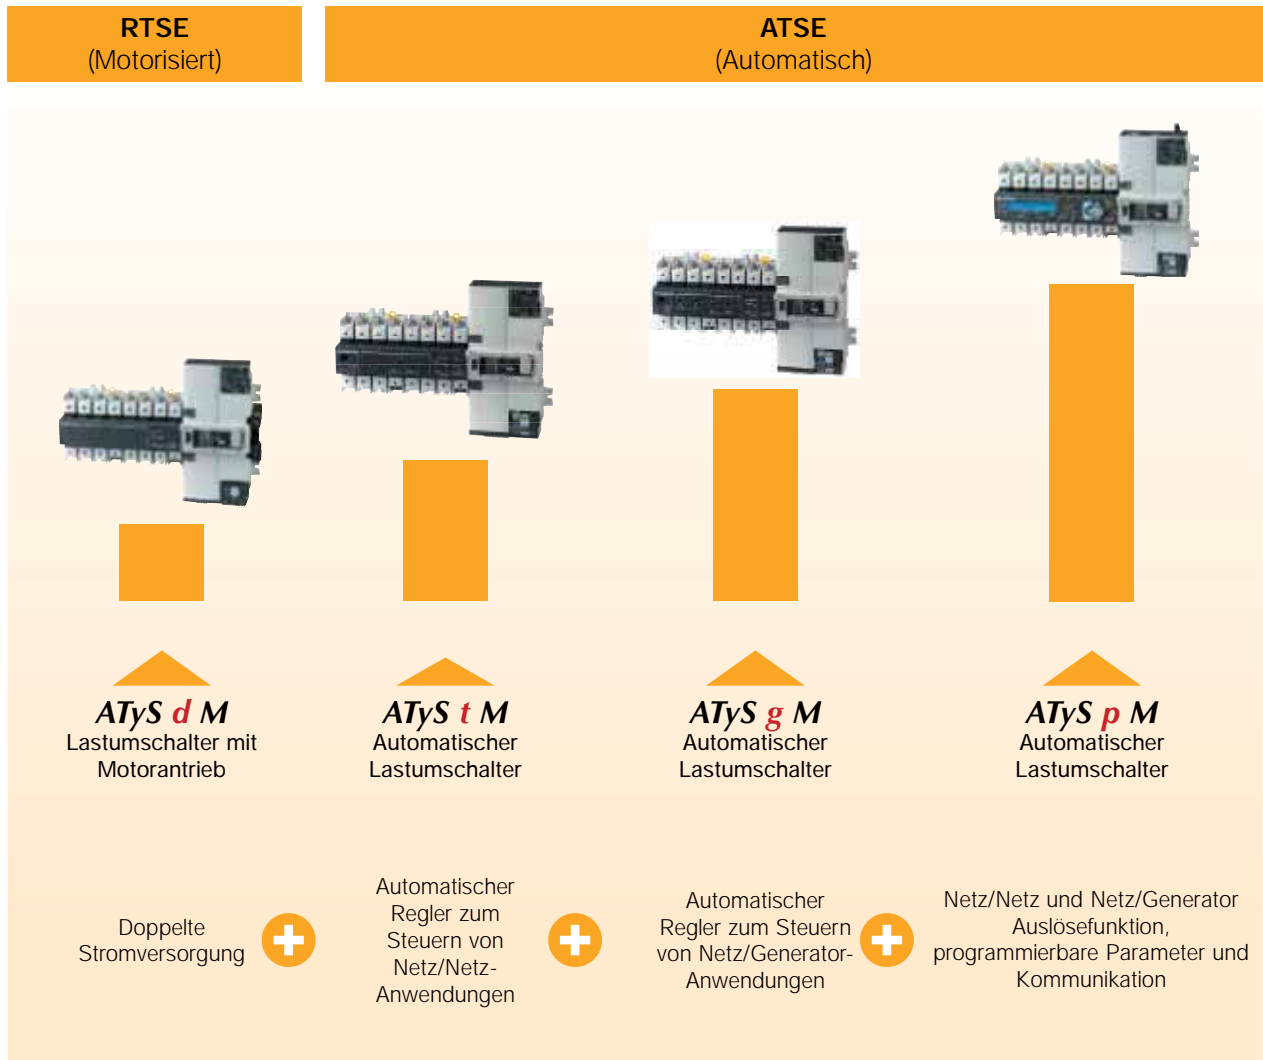 RTSE
(Motorisiert)
ATSE
(Automatisch)
ATyS d M
Lastumschalter mit
Motorantrieb
ATyS t M
Automatischer
Lastumschalter
ATyS g M
Automatischer
Lastumschalter
ATyS p M
Automatischer
Lastumschalter
Doppelte
Stromversorgung
Automatischer
Regler zum
Steuern von
Netz/Netz-
Anwendungen
Automatischer
Regler zum Steuern
von Netz/Generator-
Anwendungen
Netz/Netz und Netz/Generator
Auslösefunktion,
programmierbare Parameter und
Kommunikation